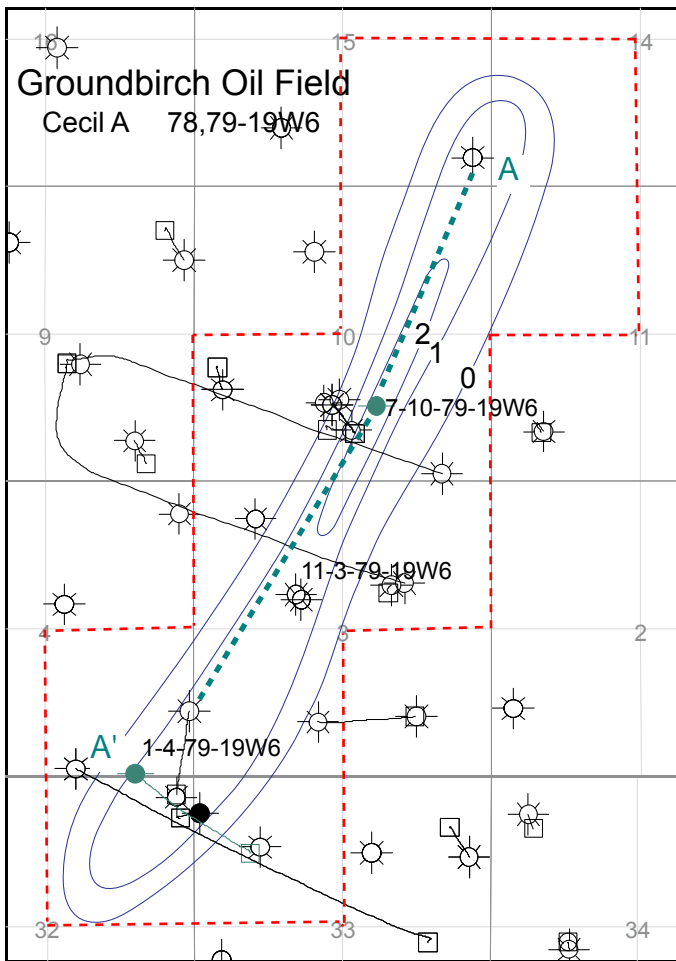 16 15 14
Groundbirch Oil Field
Cecil A 78,79-19W6
A
9 10 11
2
1
0
7-10-79-19W6
11-3-79-19W6
4 3 2
A'
1-4-79-19W6
32 33 34